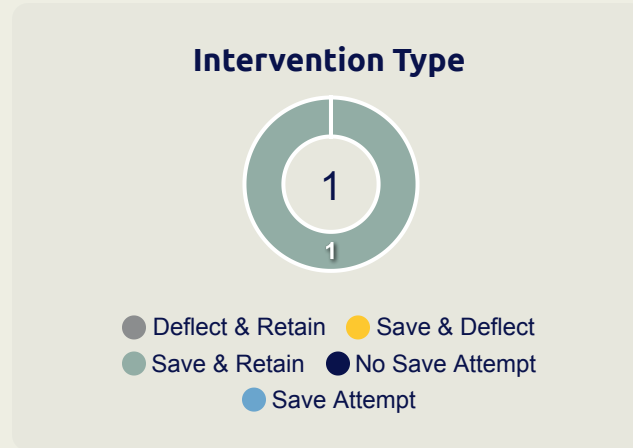 Intervention Type
1
1
Deflect & Retain Save & Deflect
Save & Retain No Save Attempt
Save Attempt